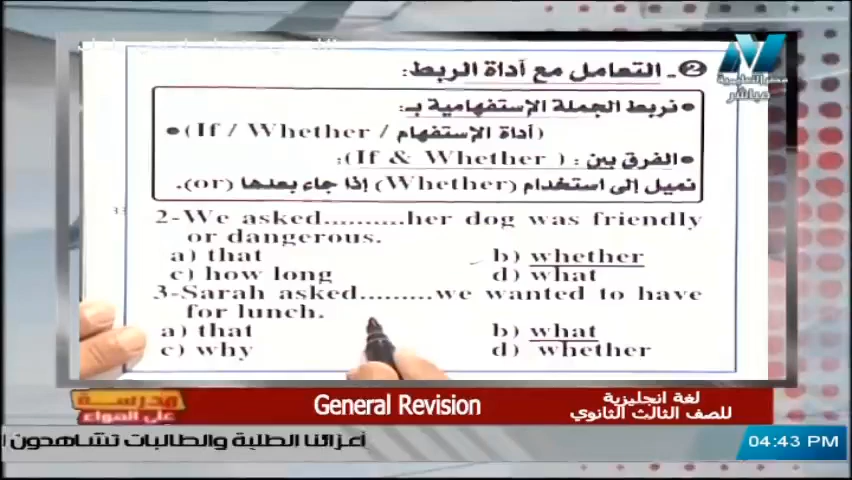 مصر التعليمية
مباشر
❷ - التعامل مع أداة الربط:
●نربط الجملة الإستفهامية بـ:
●(If / Whether / أداة الإستفهام)
●الفرق بين : ( If & Whether):
نميل إلى استخدام (Whether) إذا جاء بعدها (or).
2-We asked..........her dog was friendly
or dangerous.
a) that b) whether
c) how long d) what
3-Sarah asked.........we wanted to have
for lunch.
a) that b) what
c) why d) whether
مدرسة
على الهواء
General Revision
لغة انجليزية
للصف الثالث الثانوي
أعزائنا الطلبة والطالبات تشاهدون
04:43 PM